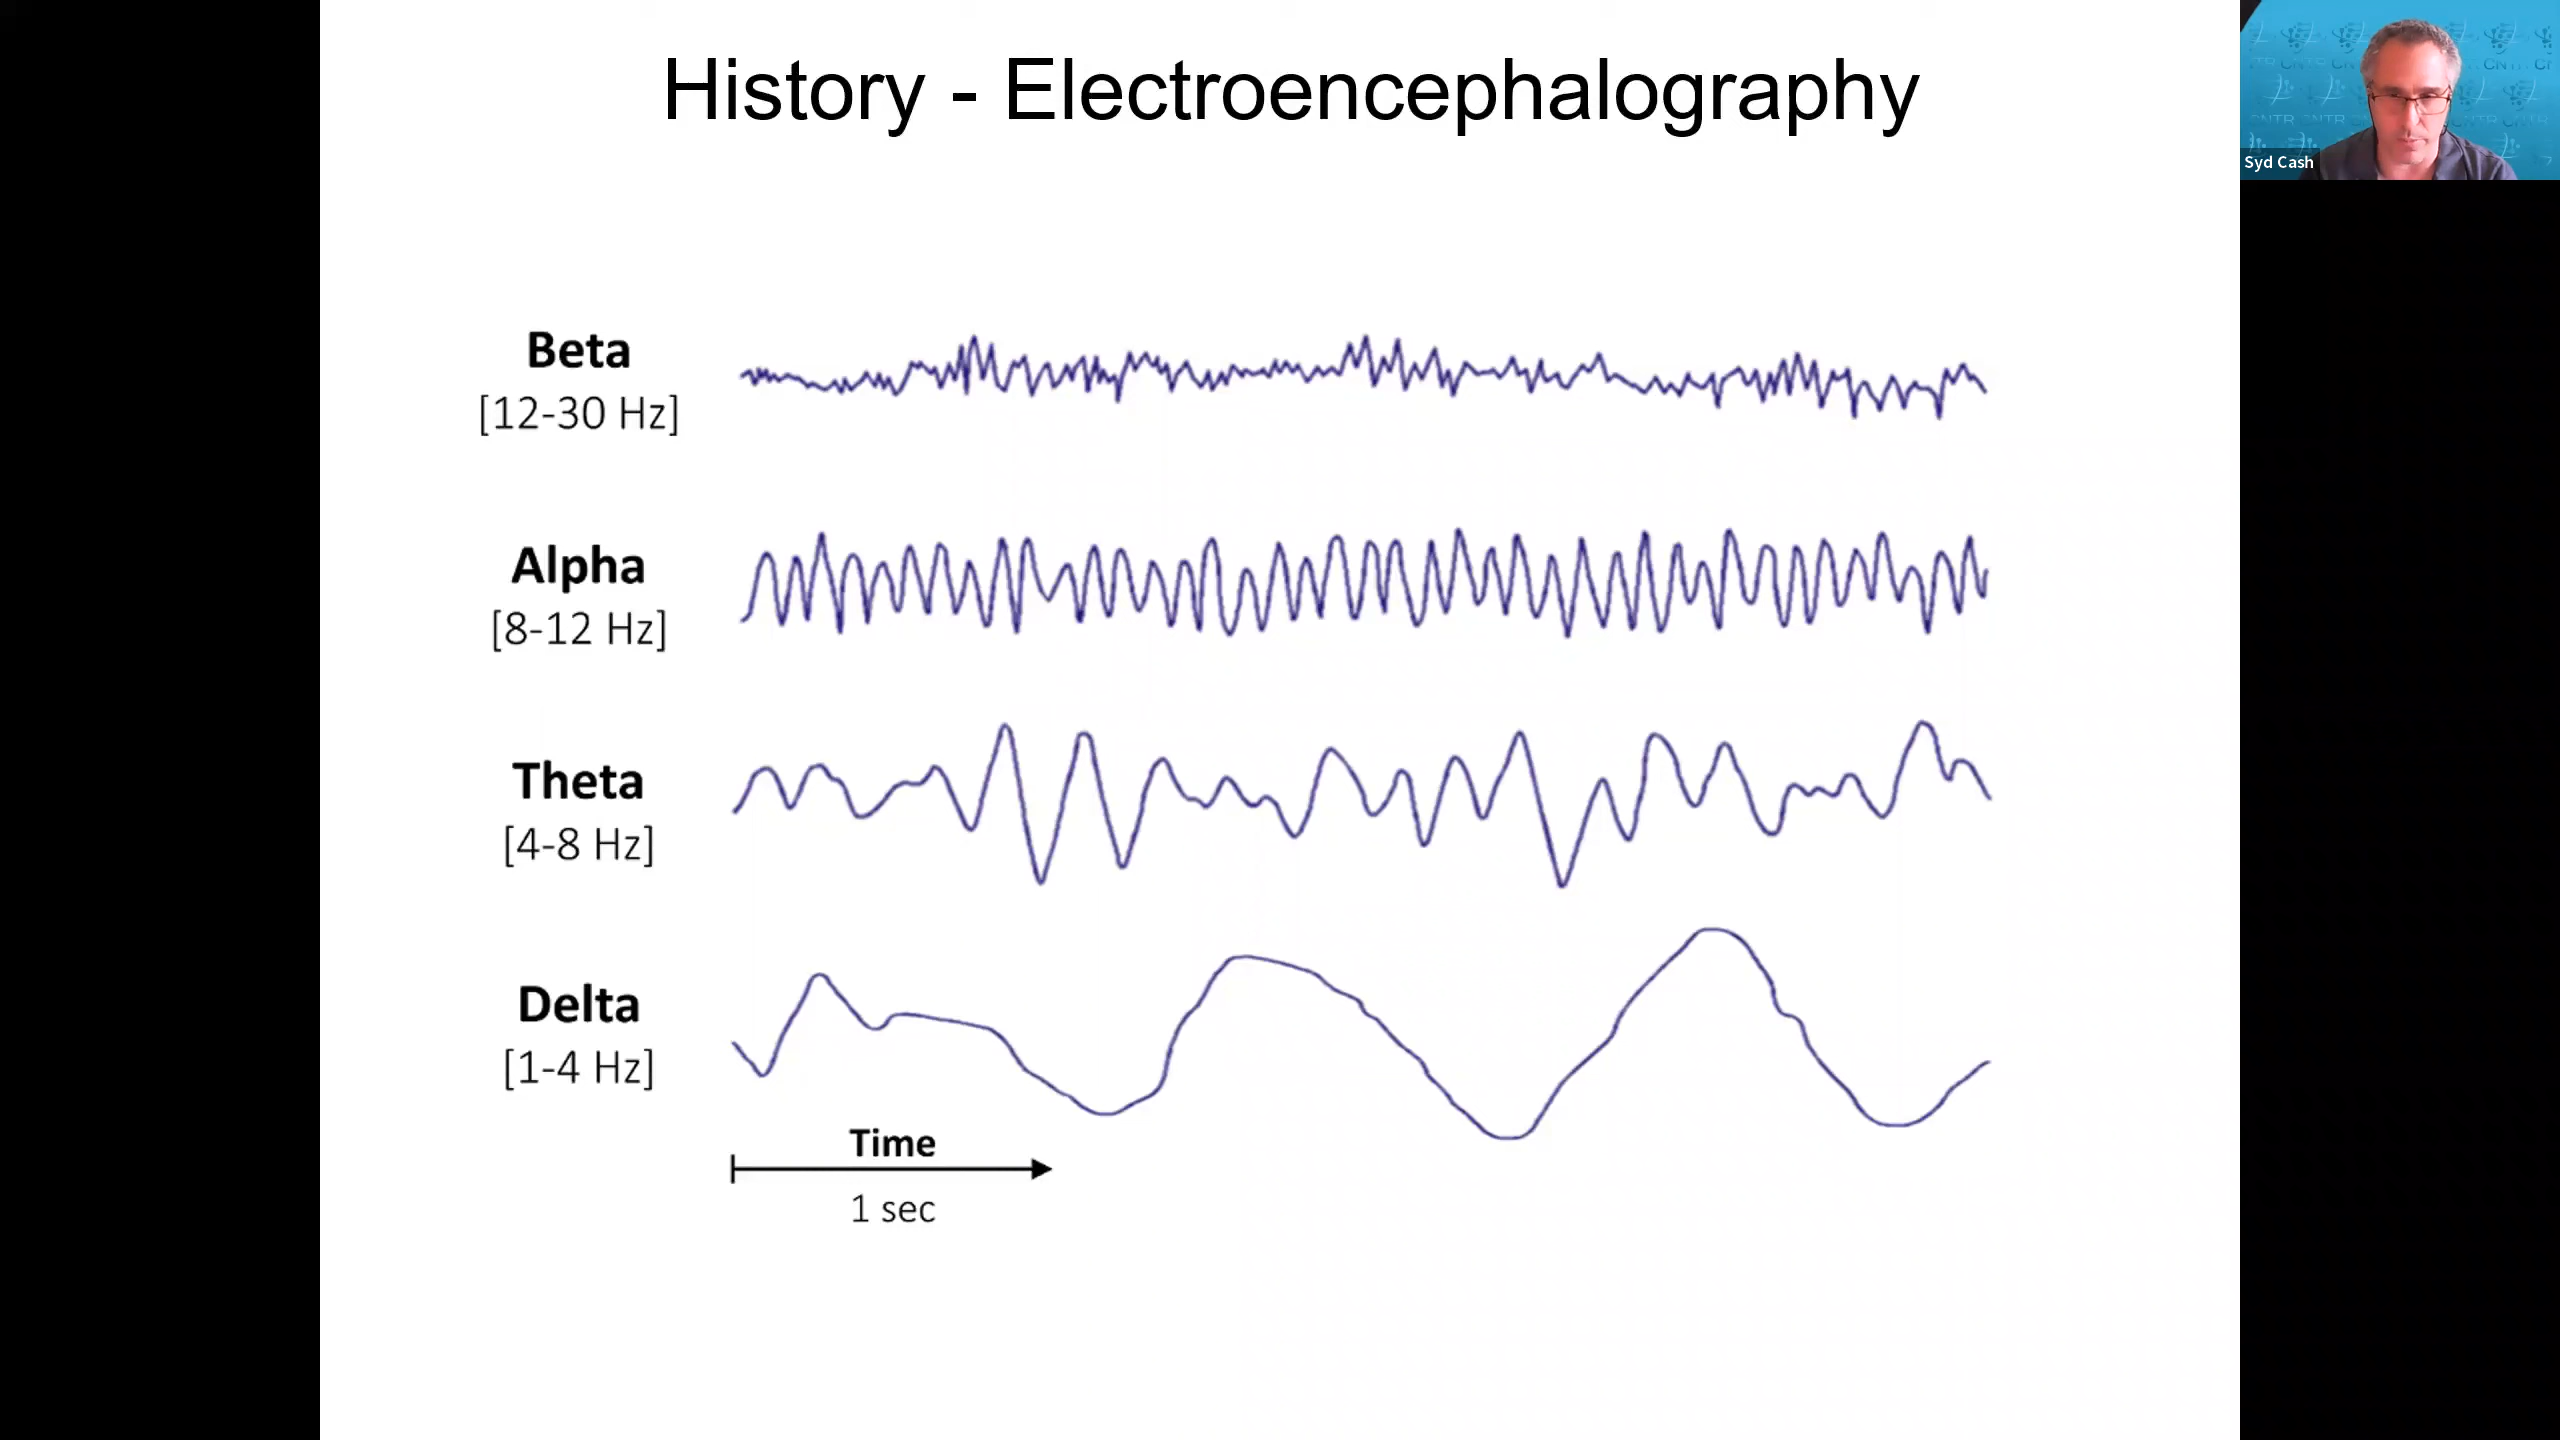 History - Electroencephalography
Syd Cash
Beta
[12-30 Hz]
Alpha
[8-12 Hz]
Theta
[4-8 Hz]
Delta
[1-4 Hz]
Time
1 sec